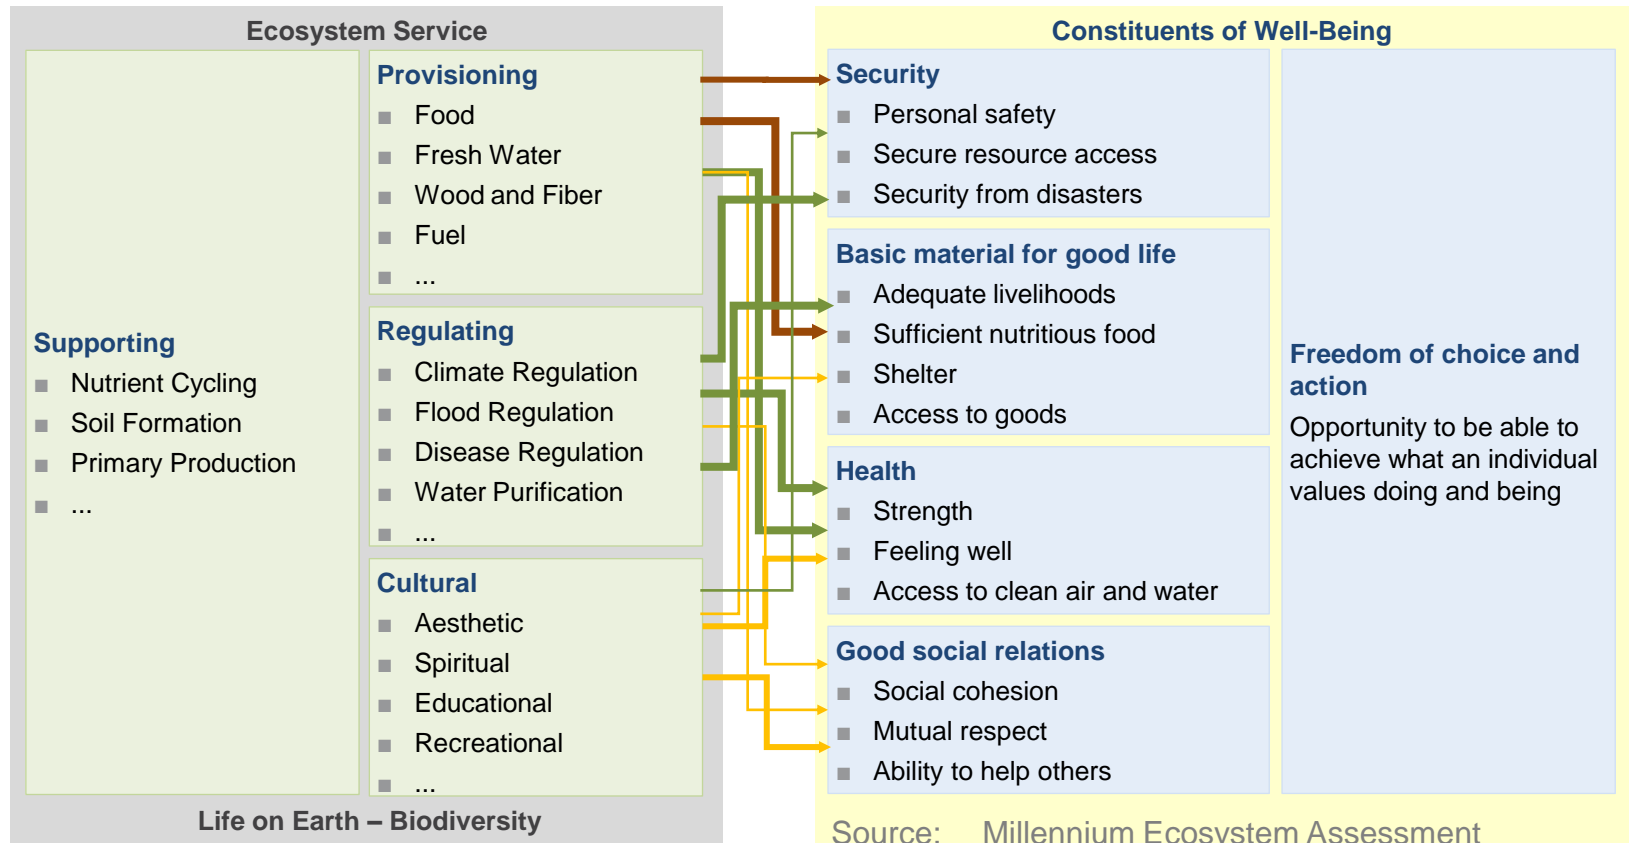 Ecosystem Service
Supporting
■ Nutrient Cycling
■ Soil Formation
■ Primary Production
■ ...
Provisioning
■ Food
■ Fresh Water
■ Wood and Fiber
■ Fuel
■ ...
Regulating
■ Climate Regulation
■ Flood Regulation
■ Disease Regulation
■ Water Purification
■ ...
Cultural
■ Aesthetic
■ Spiritual
■ Educational
■ Recreational
■ ...
Life on Earth – Biodiversity
Constituents of Well-Being
Security
■ Personal safety
■ Secure resource access
■ Security from disasters
Basic material for good life
■ Adequate livelihoods
■ Sufficient nutritious food
■ Shelter
■ Access to goods
Health
■ Strength
■ Feeling well
■ Access to clean air and water
Good social relations
■ Social cohesion
■ Mutual respect
■ Ability to help others
Freedom of choice and
action
Opportunity to be able to
achieve what an individual
values doing and being
Source: Millennium Ecosystem Assessment